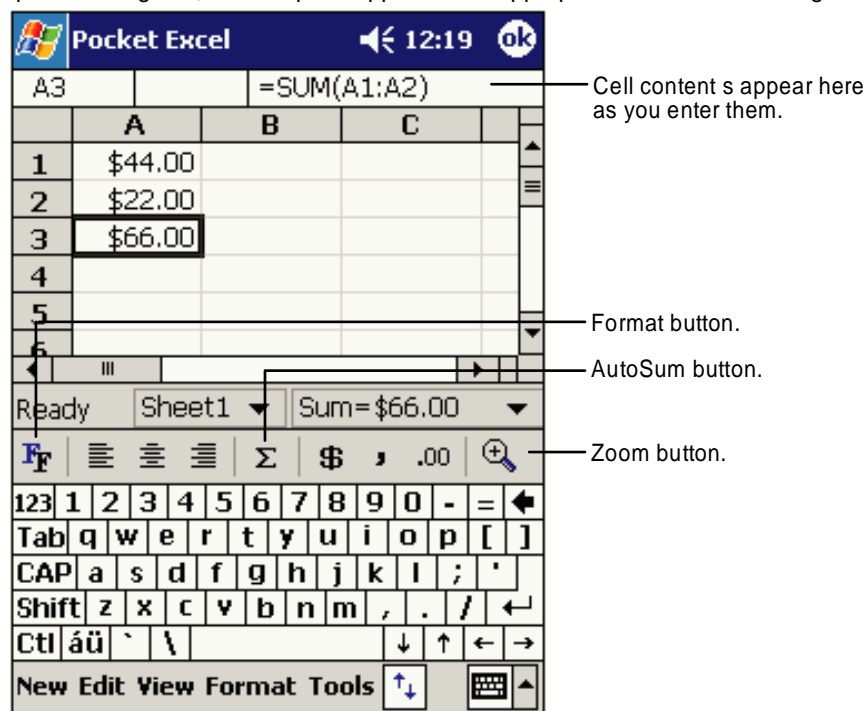 Pocket Excel 12:19 ok
A3 =SUM(A1:A2)
Cell content s appear here
as you enter them.
A B C
1 $44.00
2 $22.00
3 $66.00
4
5
6
Format button.
AutoSum button.
Ready Sheet1 Sum=$66.00
FF Σ $ , .00
Zoom button.
123 1 2 3 4 5 6 7 8 9 0 - =
Tab q w e r t y u i o p [ ]
CAP a s d f g h j k l ; '
Shift z x c v b n m , . /
Ctl áü ` \ ↓ ↑ ← →
New Edit View Format Tools